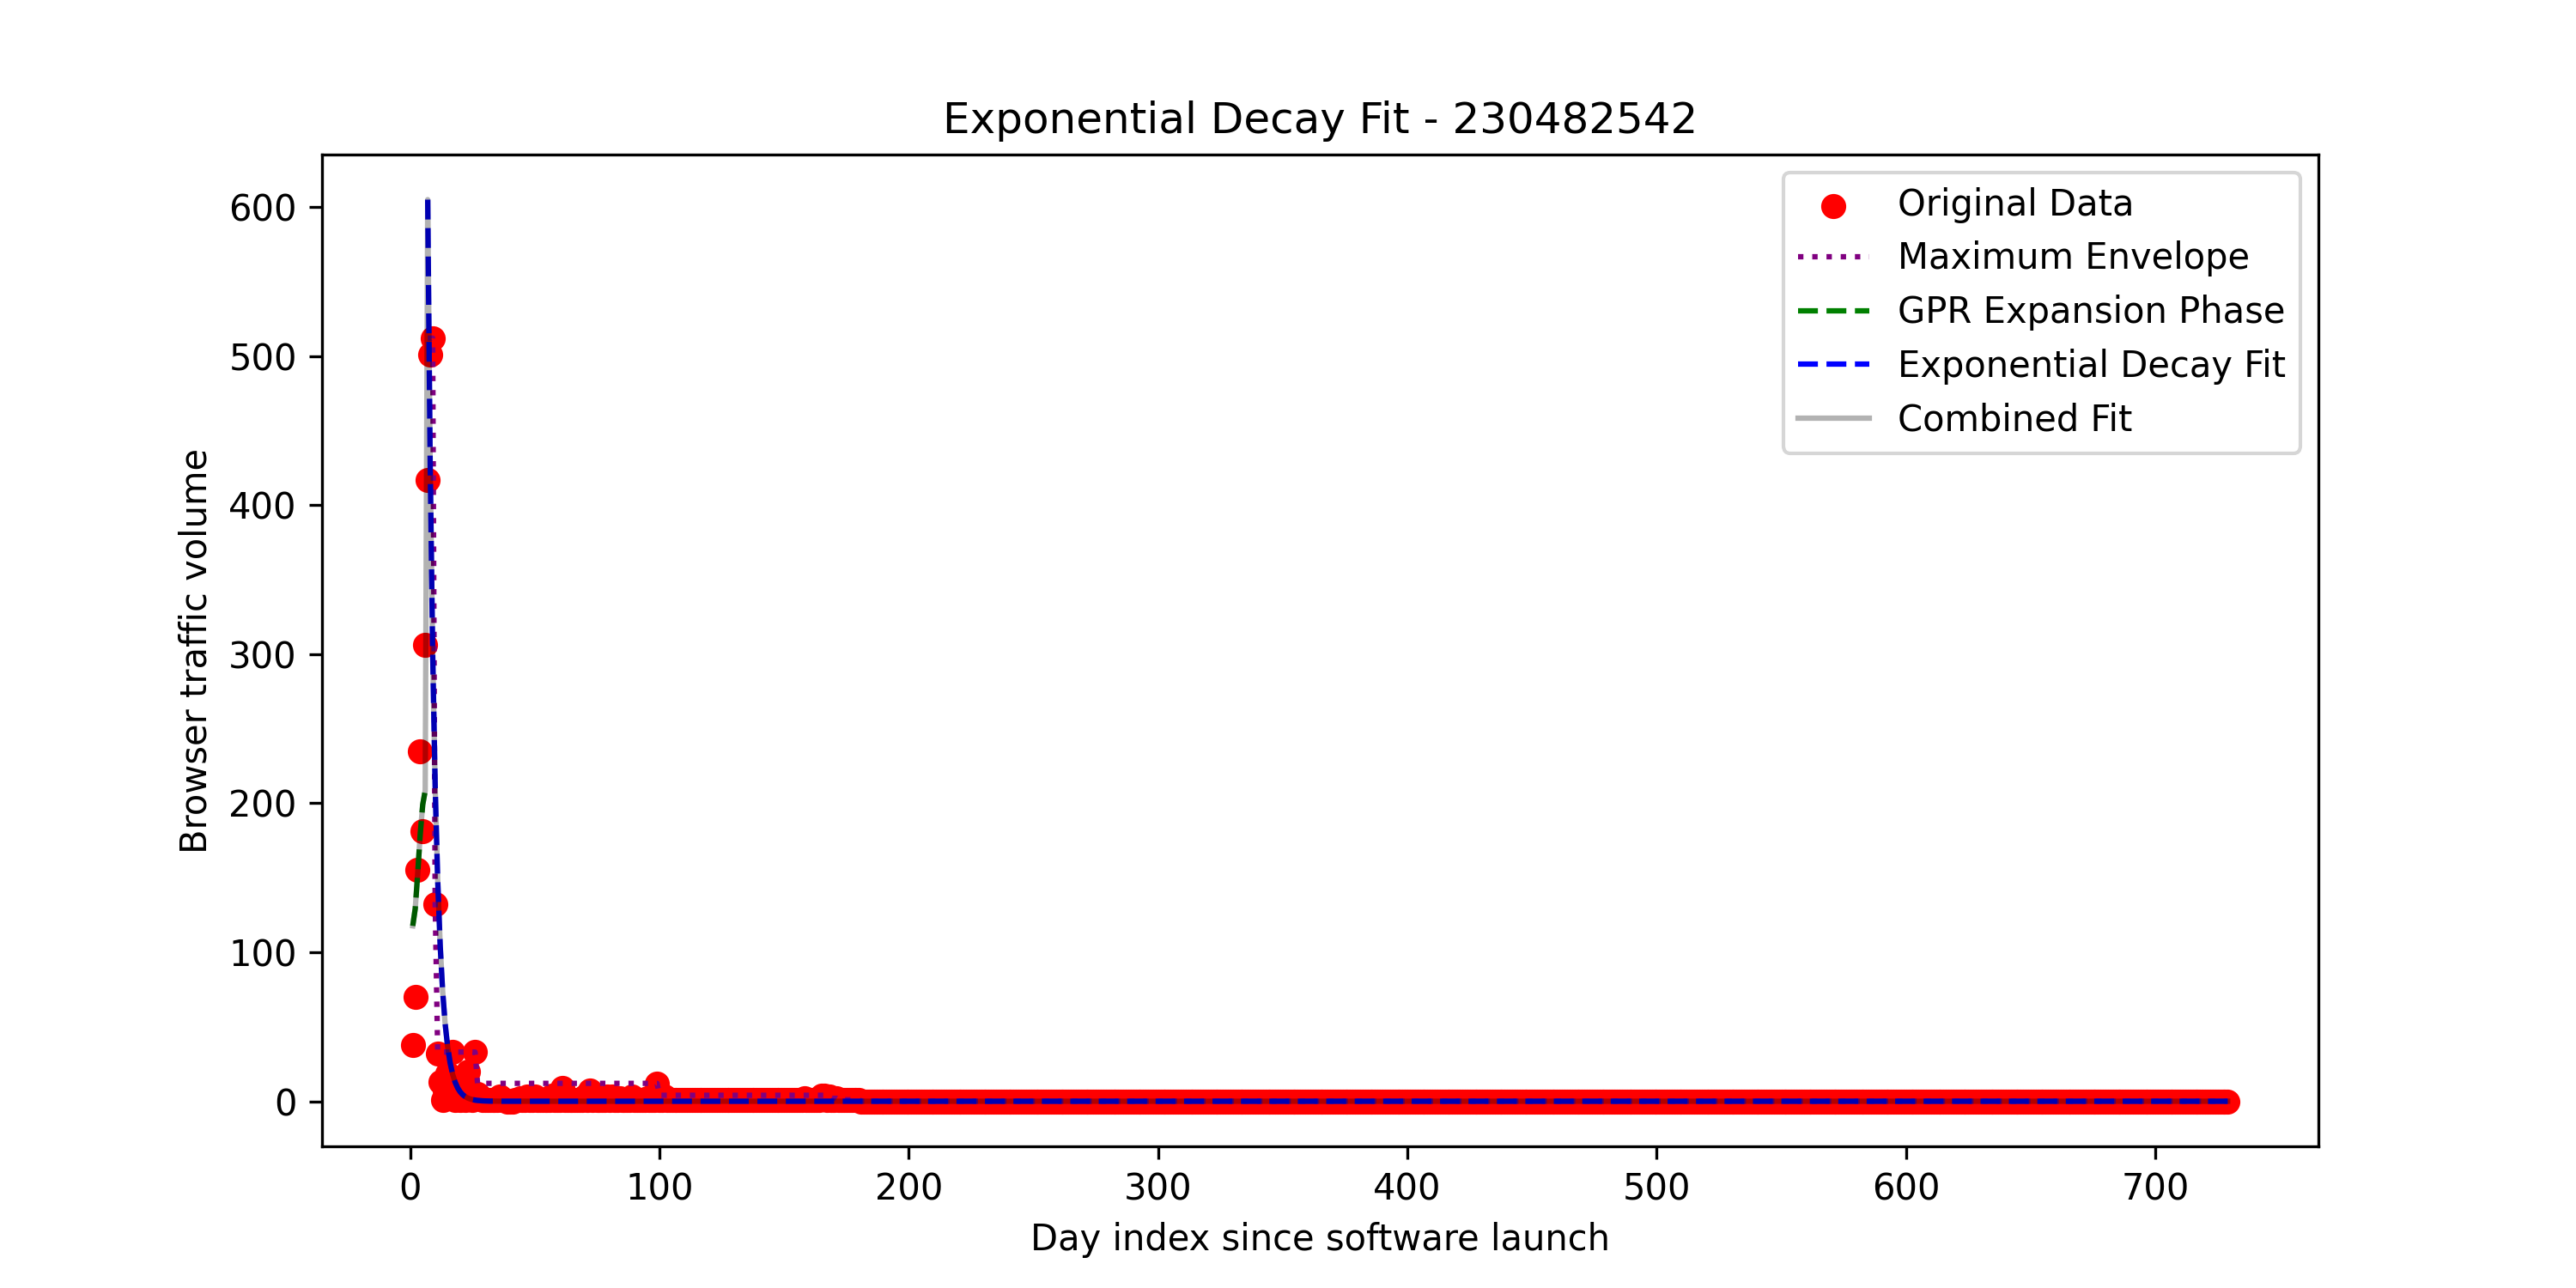 Exponential Decay Fit - 230482542
Original Data
Maximum Envelope
GPR Expansion Phase
Exponential Decay Fit
Combined Fit
Browser traffic volume
600
500
400
300
200
100
0
0 100 200 300 400 500 600 700
Day index since software launch